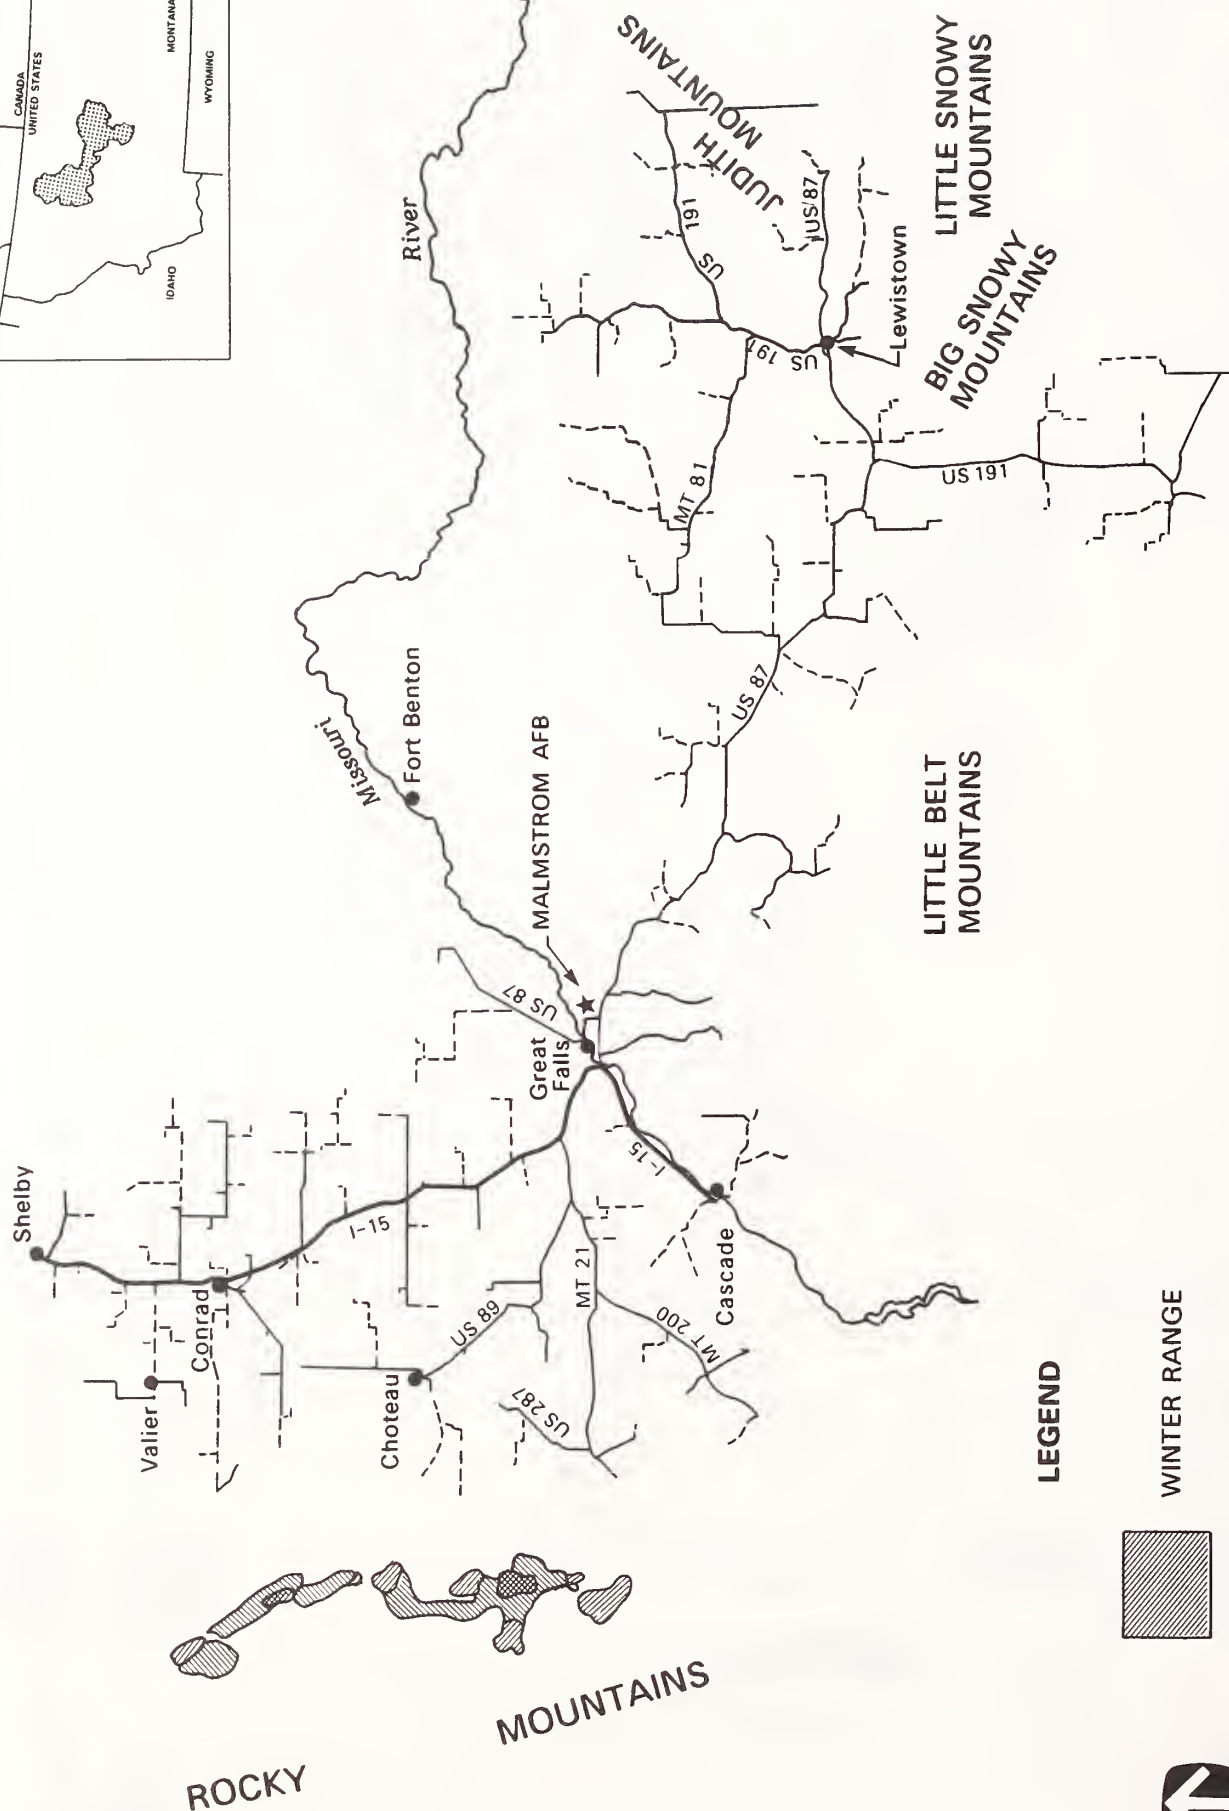 CANADA
UNITED STATES
MONTANA
WYOMING
IDAHO
Shelby
Valier
Conrad
Choteau
I-15
US 89
US 287
MT 21
MT 200
Cascade
I-15
Great
Falls
US 87
MALMSTROM AFB
Fort Benton
Missouri
River
US 87
MT 81
US 191
US 191
US 87
US 191
Lewistown
JUDITH
MOUNTAINS
LITTLE SNOWY
MOUNTAINS
BIG SNOWY
MOUNTAINS
LITTLE BELT
MOUNTAINS
ROCKY
MOUNTAINS
LEGEND
WINTER RANGE